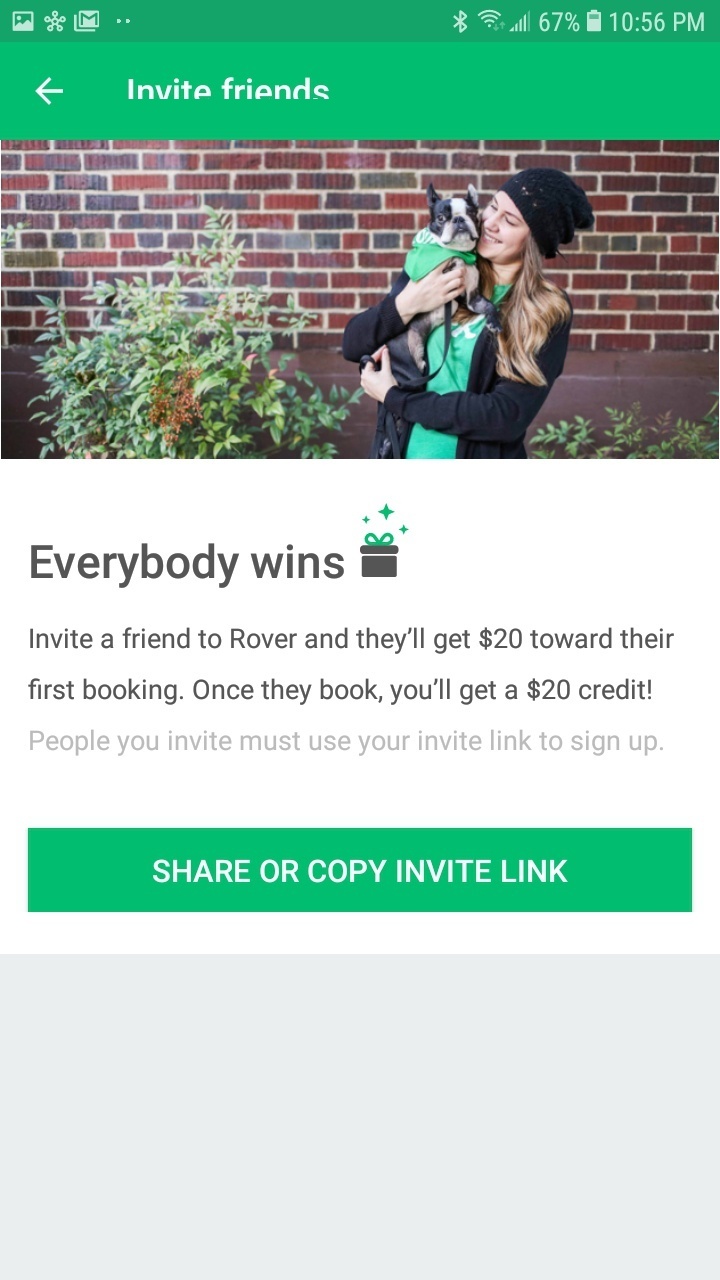 67% 10:56 PM
Invite friends
Everybody wins
Invite a friend to Rover and they’ll get $20 toward their
first booking. Once they book, you’ll get a $20 credit!
People you invite must use your invite link to sign up.
SHARE OR COPY INVITE LINK